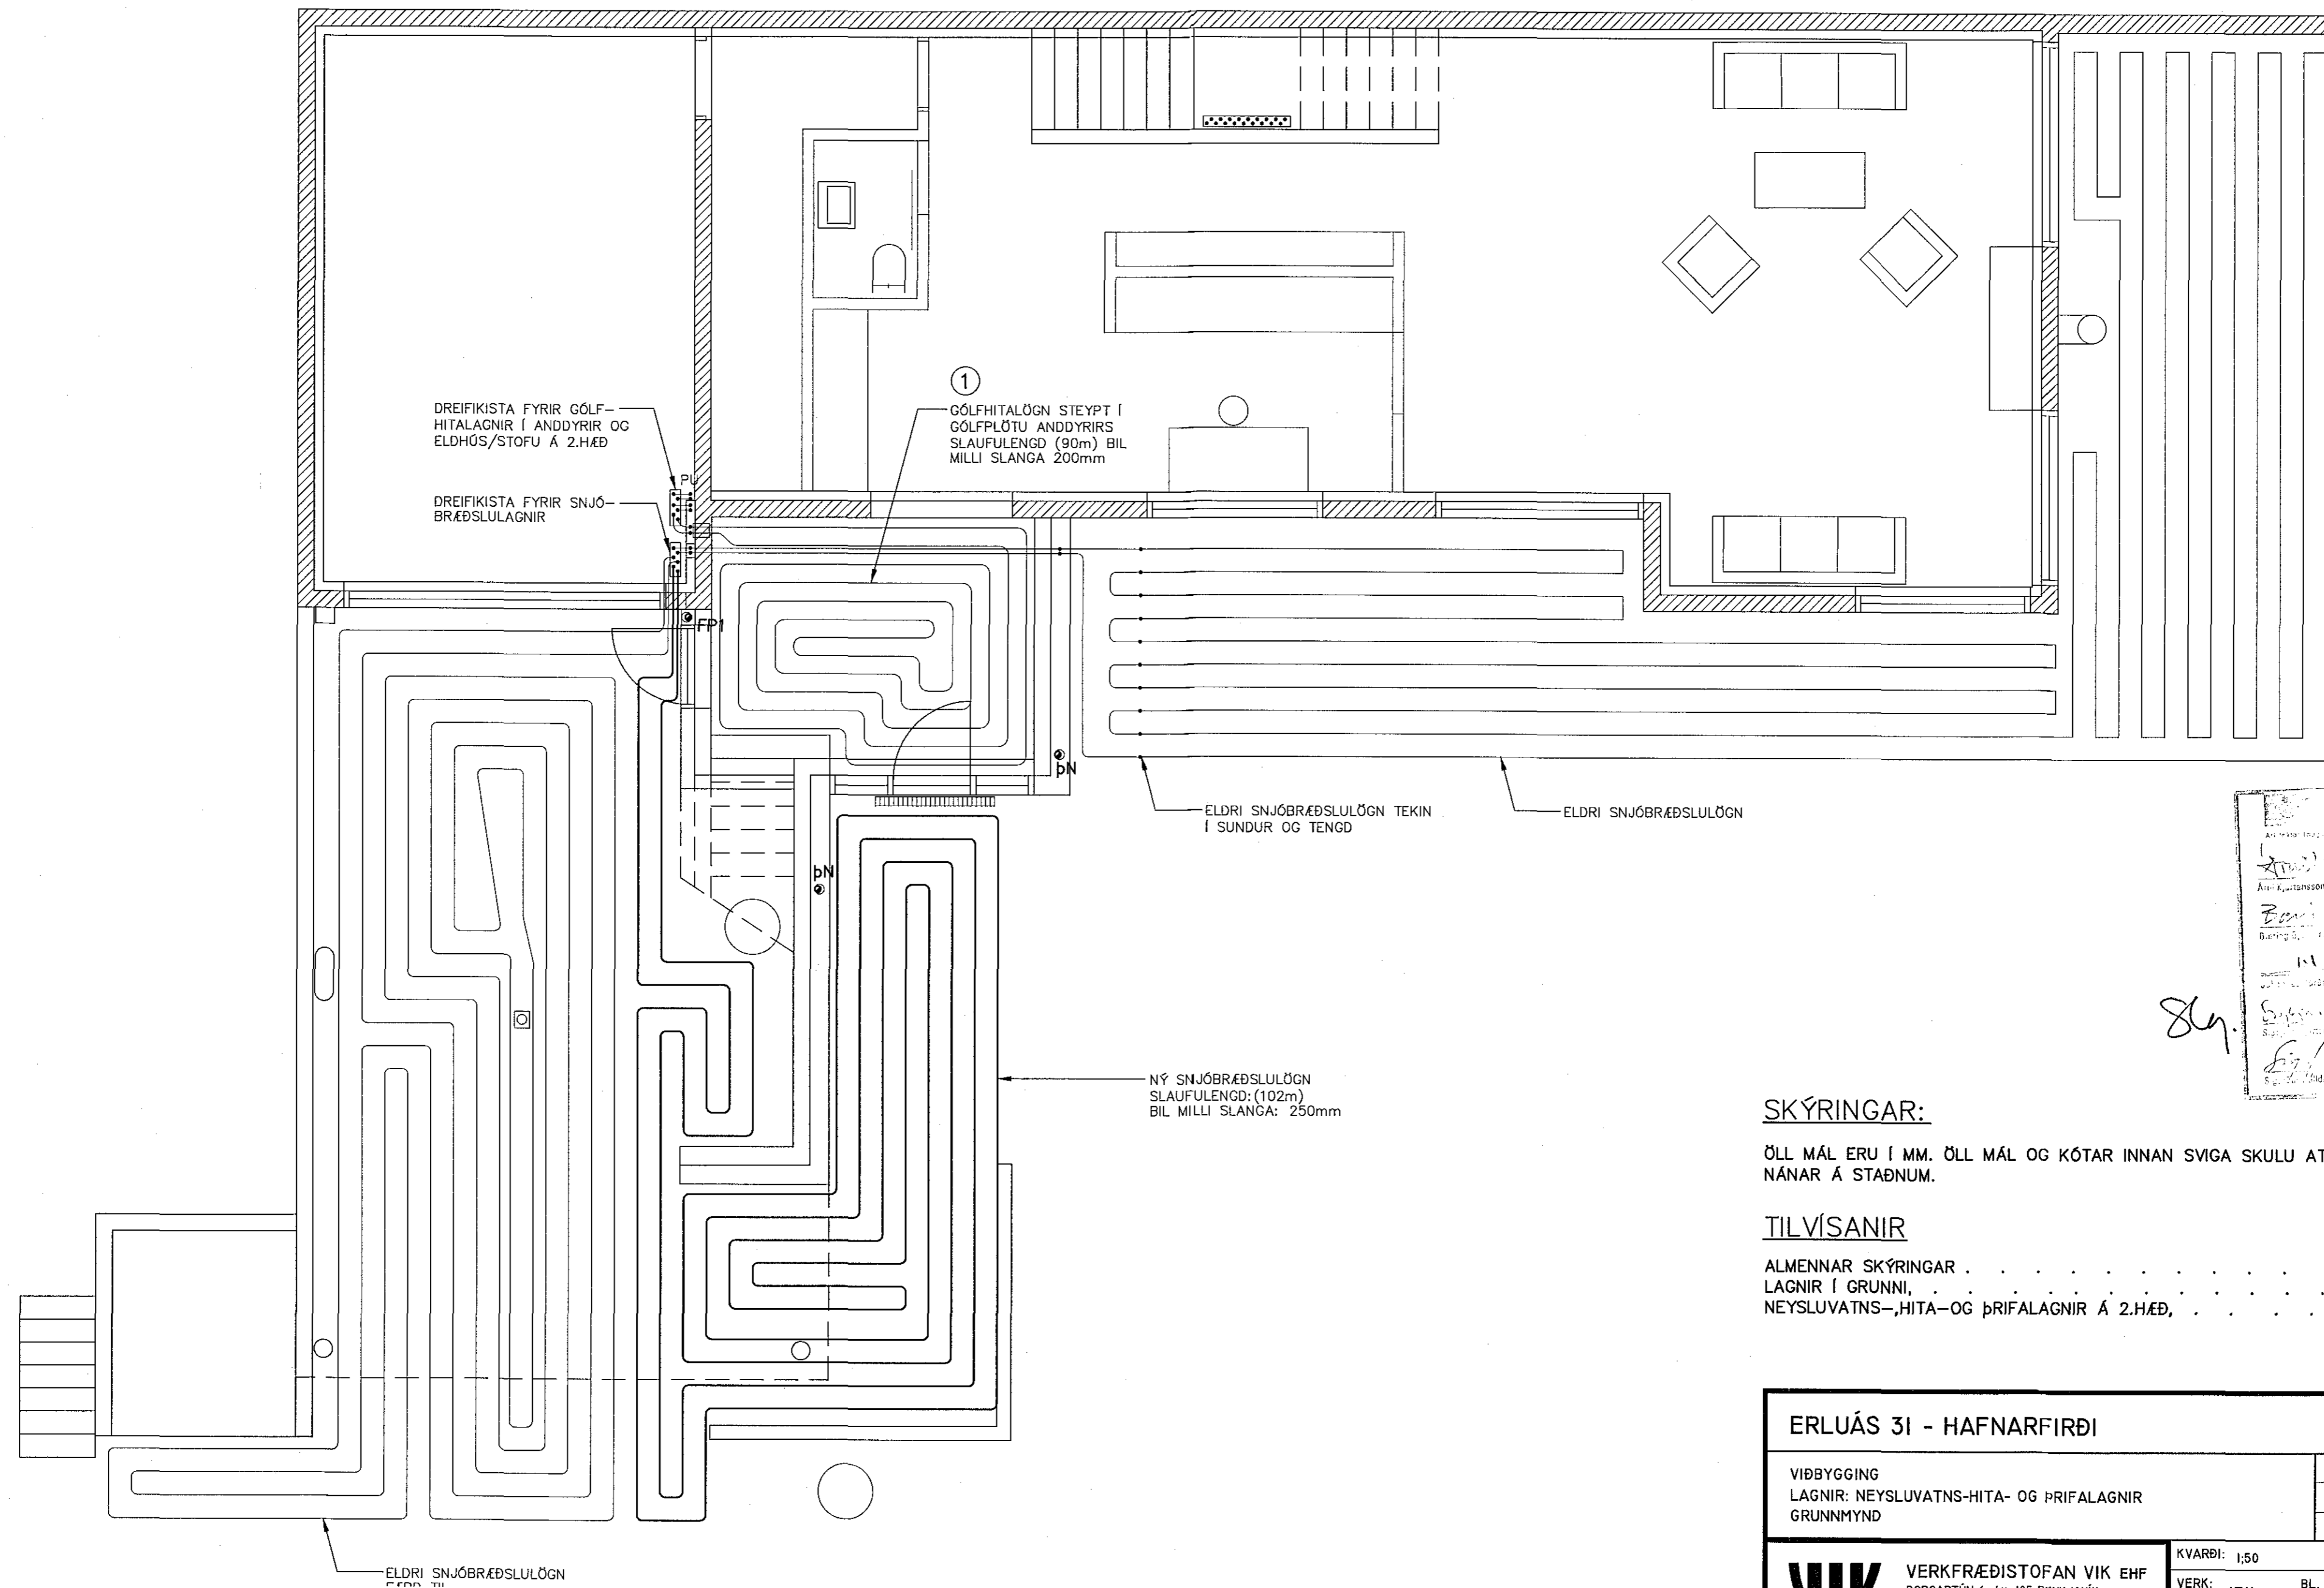 DREIFIKISTA FYRIR GÓLF-
HITALAGNIR Í ANDDYRIR OG
ELDHÚS/STOFU Á 2.HÆÐ
DREIFIKISTA FYRIR SNJÓ-
BRÆÐSLULAGNIR
PU
FP1
1
GÓLFHITALÖGN STEYPT Í
GÓLFPLÖTU ANDDYRIRS
SLAUFULENGD (90m) BIL
MILLI SLANGA 200mm
ÞN
ÞN
ELDRI SNJÓBRÆÐSLULÖGN TEKIN
Í SUNDUR OG TENGD
ELDRI SNJÓBRÆÐSLULÖGN
NÝ SNJÓBRÆÐSLULÖGN
SLAUFULENGD:(102m)
BIL MILLI SLANGA: 250mm
ELDRI SNJÓBRÆÐSLULÖGN
SKÝRINGAR:
ÖLL MÁL ERU Í MM. ÖLL MÁL OG KÓTAR INNAN SVIGA SKULU AT
NÁNAR Á STAÐNUM.
TILVÍSANIR
ALMENNAR SKÝRINGAR . . . . . . . . . .
LAGNIR Í GRUNNI, . . . . . . . . . . . .
NEYSLUVATNS-,HITA-OG ÞRIFALAGNIR Á 2.HÆÐ, . . . .
ERLUÁS 31 - HAFNARFIRÐI
VIÐBYGGING
LAGNIR: NEYSLUVATNS-HITA- OG ÞRIFALAGNIR
GRUNNMYND
VIK
VERKFRÆÐISTOFAN VIK EHF
KVARÐI: 1:50
VERK:
BL.